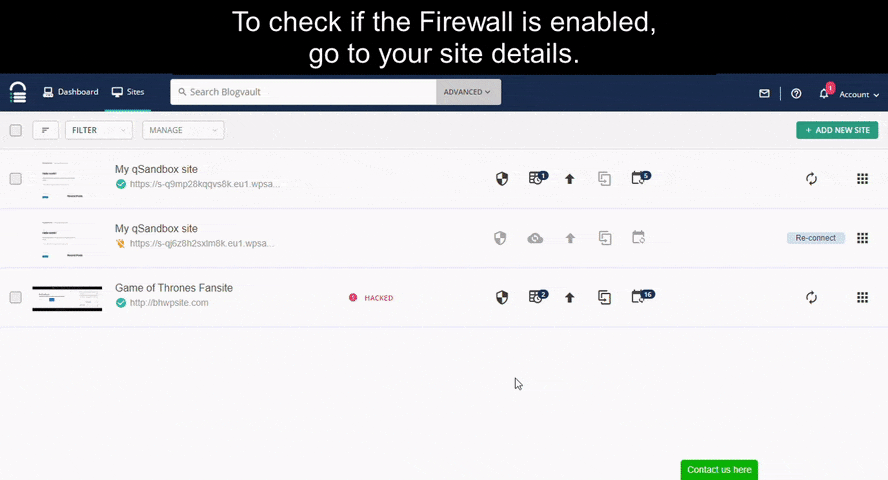 To check if the Firewall is enabled,
go to your site details.
Dashboard Sites Search Blogvault ADVANCED 1 Account
FILTER MANAGE + ADD NEW SITE
My qSandbox site
https://s-q9mp28kqqvs8k.eu1.wpsa... 1 5
My qSandbox site
https://s-qj6z8h2sxlm8k.eu1.wpsa... Re-connect
Game of Thrones Fansite
http://bhwpsite.com HACKED 2 16
Contact us here